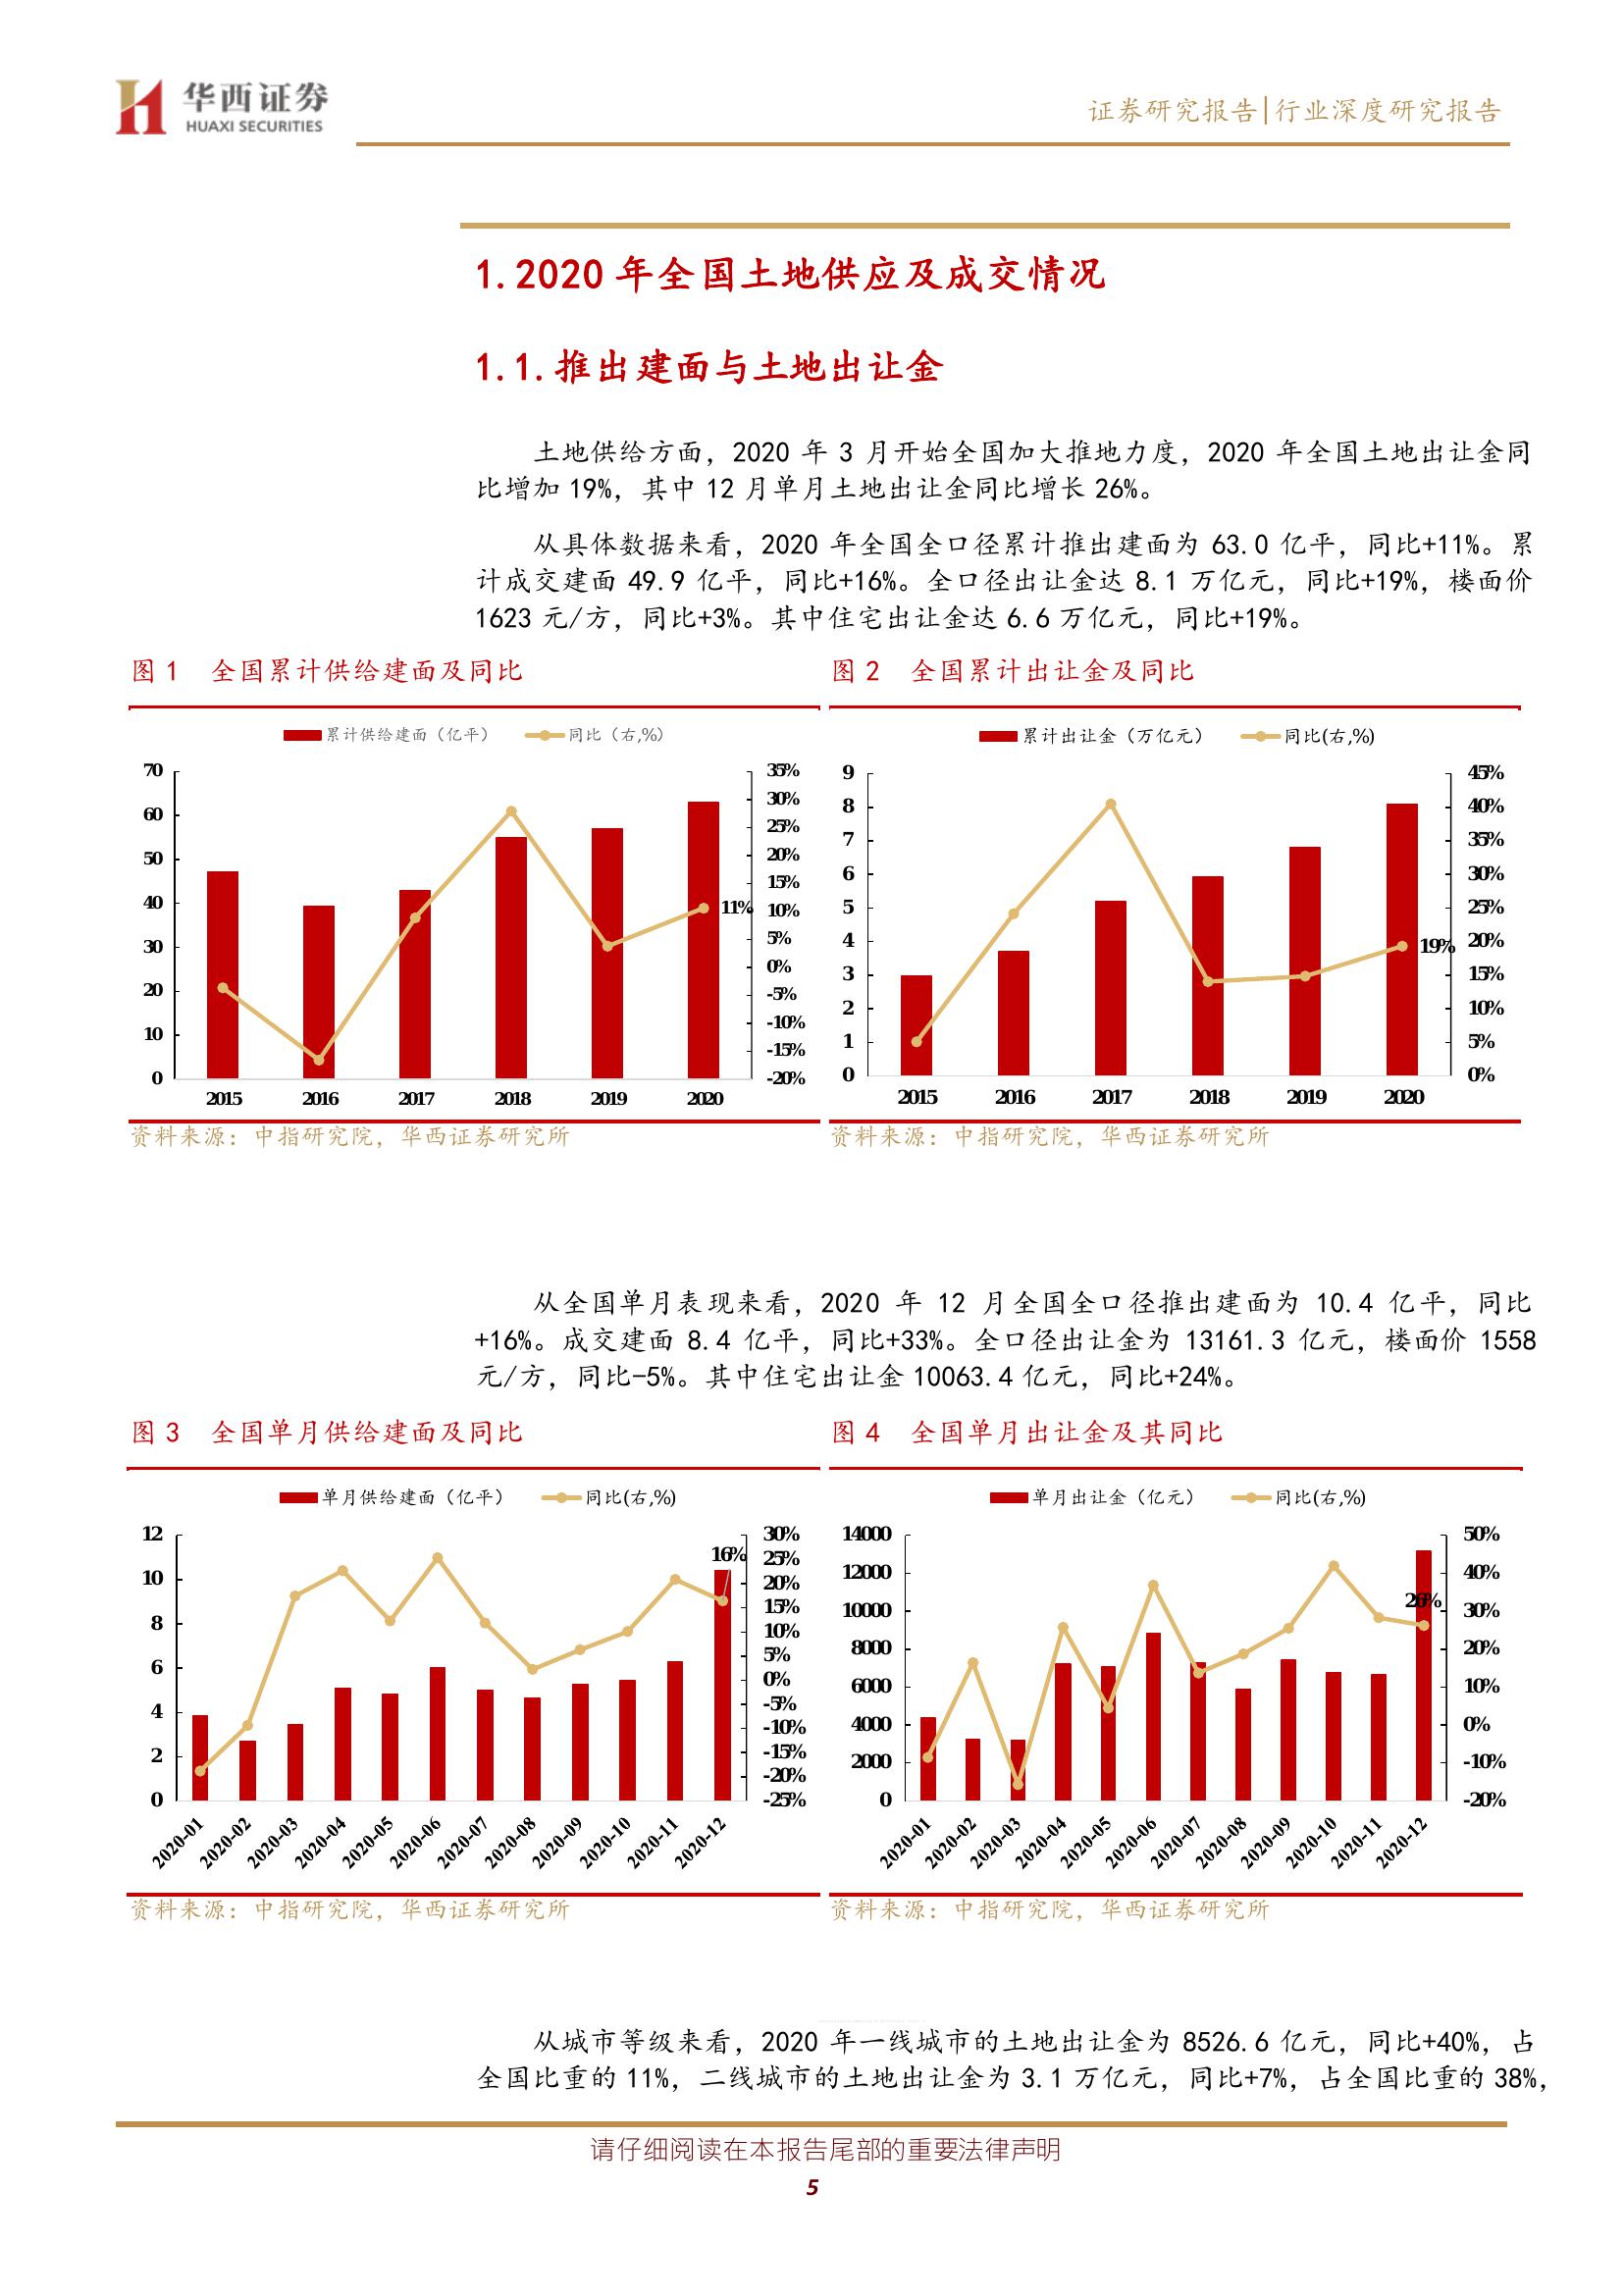 华西证券
HUAXI SECURITIES
证券研究报告|行业深度研究报告
1.2020 年全国土地供应及成交情况
1.1.推出建面与土地出让金
土地供给方面，2020 年 3 月开始全国加大推地力度，2020 年全国土地出让金同
比增加 19%，其中 12 月单月土地出让金同比增长 26%。
从具体数据来看，2020 年全国全口径累计推出建面为 63.0 亿平，同比+11%。累
计成交建面 49.9 亿平，同比+16%。全口径出让金达 8.1 万亿元，同比+19%，楼面价
1623 元/方，同比+3%。其中住宅出让金达 6.6 万亿元，同比+19%。
图 1 全国累计供给建面及同比
累计供给建面（亿平） 同比（右,%）
70
60
50
40
30
20
10
0
35%
30%
25%
20%
15%
10%
5%
0%
-5%
-10%
-15%
-20%
11%
2015 2016 2017 2018 2019 2020
资料来源：中指研究院，华西证券研究所
图 2 全国累计出让金及同比
累计出让金（万亿元） 同比(右,%)
9
8
7
6
5
4
3
2
1
0
45%
40%
35%
30%
25%
20%
15%
10%
5%
0%
19%
2015 2016 2017 2018 2019 2020
资料来源：中指研究院，华西证券研究所
从全国单月表现来看，2020 年 12 月全国全口径推出建面为 10.4 亿平，同比
+16%。成交建面 8.4 亿平，同比+33%。全口径出让金为 13161.3 亿元，楼面价 1558
元/方，同比-5%。其中住宅出让金 10063.4 亿元，同比+24%。
图 3 全国单月供给建面及同比
单月供给建面（亿平） 同比(右,%)
12
10
8
6
4
2
0
30%
25%
20%
15%
10%
5%
0%
-5%
-10%
-15%
-20%
-25%
16%
2020-01 2020-02 2020-03 2020-04 2020-05 2020-06 2020-07 2020-08 2020-09 2020-10 2020-11 2020-12
资料来源：中指研究院，华西证券研究所
图 4 全国单月出让金及其同比
单月出让金（亿元） 同比(右,%)
14000
12000
10000
8000
6000
4000
2000
0
50%
40%
30%
20%
10%
0%
-10%
-20%
26%
2020-01 2020-02 2020-03 2020-04 2020-05 2020-06 2020-07 2020-08 2020-09 2020-10 2020-11 2020-12
资料来源：中指研究院，华西证券研究所
从城市等级来看，2020 年一线城市的土地出让金为 8526.6 亿元，同比+40%，占
全国比重的 11%，二线城市的土地出让金为 3.1 万亿元，同比+7%，占全国比重的 38%，
请仔细阅读在本报告尾部的重要法律声明
5